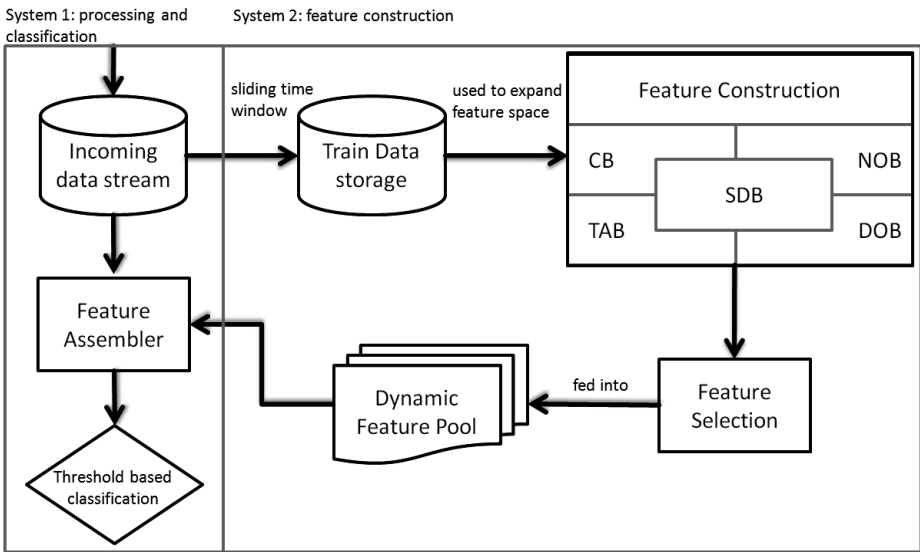 System 1: processing and
classification
System 2: feature construction
Incoming
data stream
sliding time
window
Train Data
storage
used to expand
feature space
Feature Construction
CB
NOB
SDB
TAB
DOB
Feature
Assembler
Dynamic
Feature Pool
fed into
Feature
Selection
Threshold based
classification